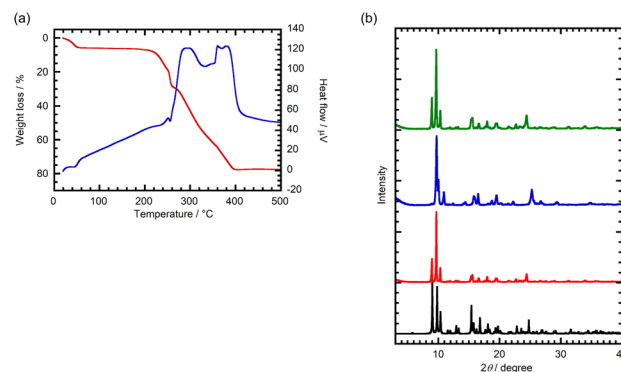 (a)
0
20
40
60
80
Weight loss / %
140
120
100
80
60
40
20
0
-20
Heat flow / μV
0 100 200 300 400 500
Temperature / °C
(b)
Intensity
10 20 30 40
2θ / degree